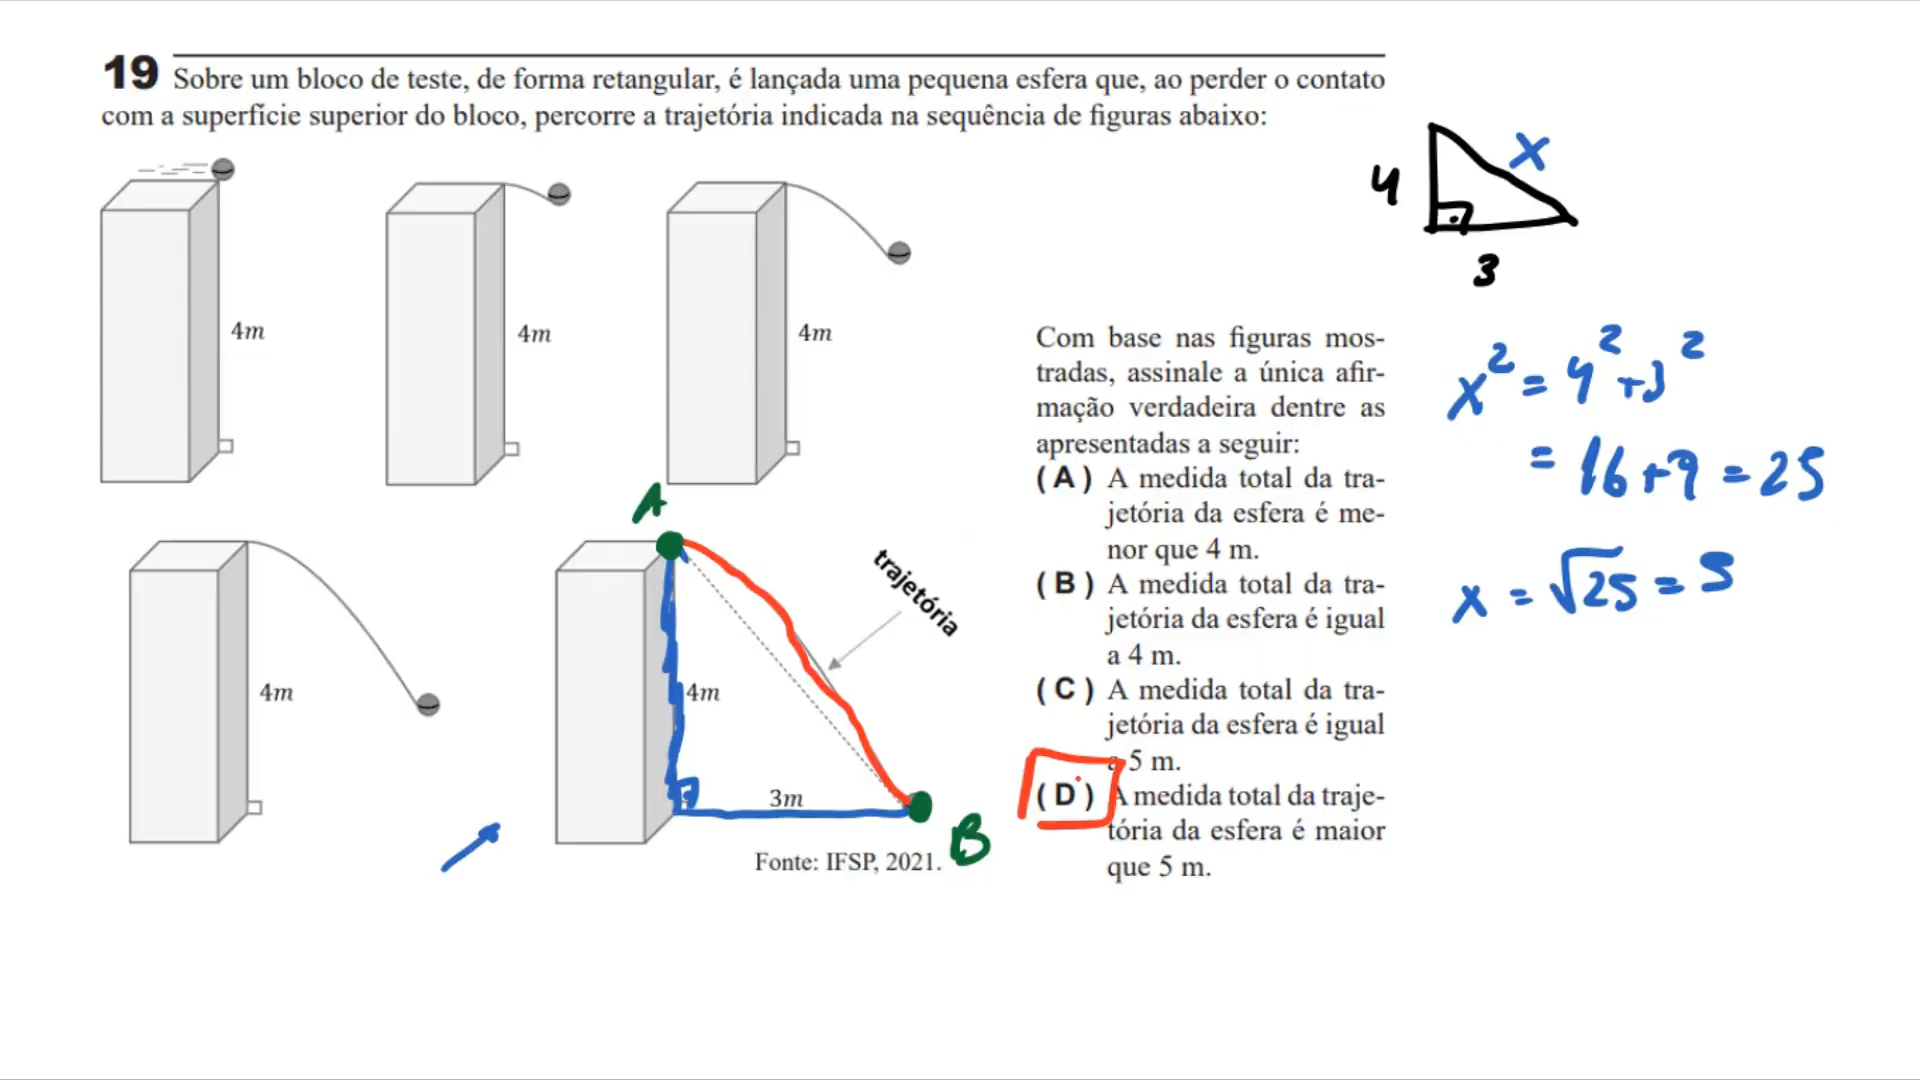 19 Sobre um bloco de teste, de forma retangular, é lançada uma pequena esfera que, ao perder o contato
com a superfície superior do bloco, percorre a trajetória indicada na sequência de figuras abaixo:
4m
4m
4m
4m
A
trajetória
4m
3m
B
Fonte: IFSP, 2021.
Com base nas figuras mos-
tradas, assinale a única afir-
mação verdadeira dentre as
apresentadas a seguir:
(A) A medida total da tra-
jetória da esfera é me-
nor que 4 m.
(B) A medida total da tra-
jetória da esfera é igual
a 4 m.
(C) A medida total da tra-
jetória da esfera é igual
a 5 m.
(D) A medida total da traje-
tória da esfera é maior
que 5 m.
x
4
3
x² = 4² + 3²
= 16 + 9 = 25
x = √25 = 5